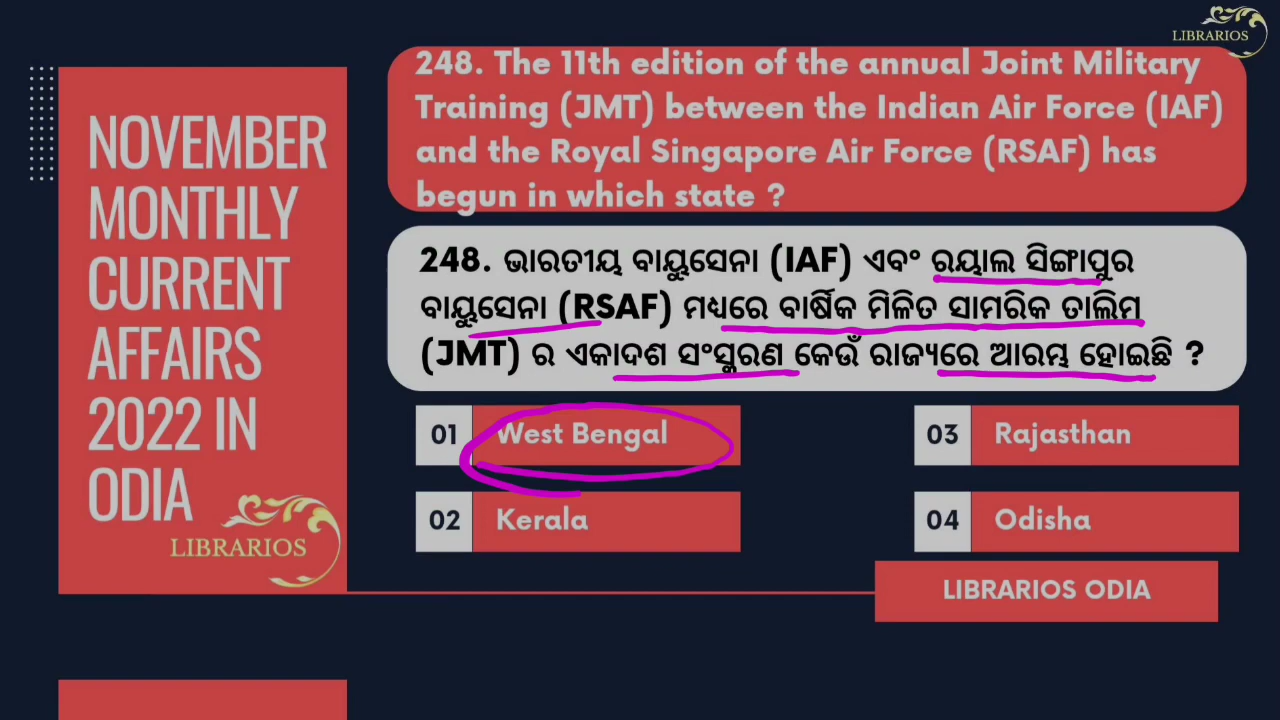 LIBRARIOS
NOVEMBER
MONTHLY
CURRENT
AFFAIRS
2022 IN
ODIA
LIBRARIOS
248. The 11th edition of the annual Joint Military
Training (JMT) between the Indian Air Force (IAF)
and the Royal Singapore Air Force (RSAF) has
begun in which state ?
248. ଭାରତୀୟ ବାୟୁସେନା (IAF) ଏବଂ ରୟାଲ ସିଙ୍ଗାପୁର
ବାୟୁସେନା (RSAF) ମଧ୍ୟରେ ବାର୍ଷିକ ମିଳିତ ସାମରିକ ତାଲିମ
(JMT) ର ଏକାଦଶ ସଂସ୍କରଣ କେଉଁ ରାଜ୍ୟରେ ଆରମ୍ଭ ହୋଇଛି ?
01 West Bengal
02 Kerala
03 Rajasthan
04 Odisha
LIBRARIOS ODIA